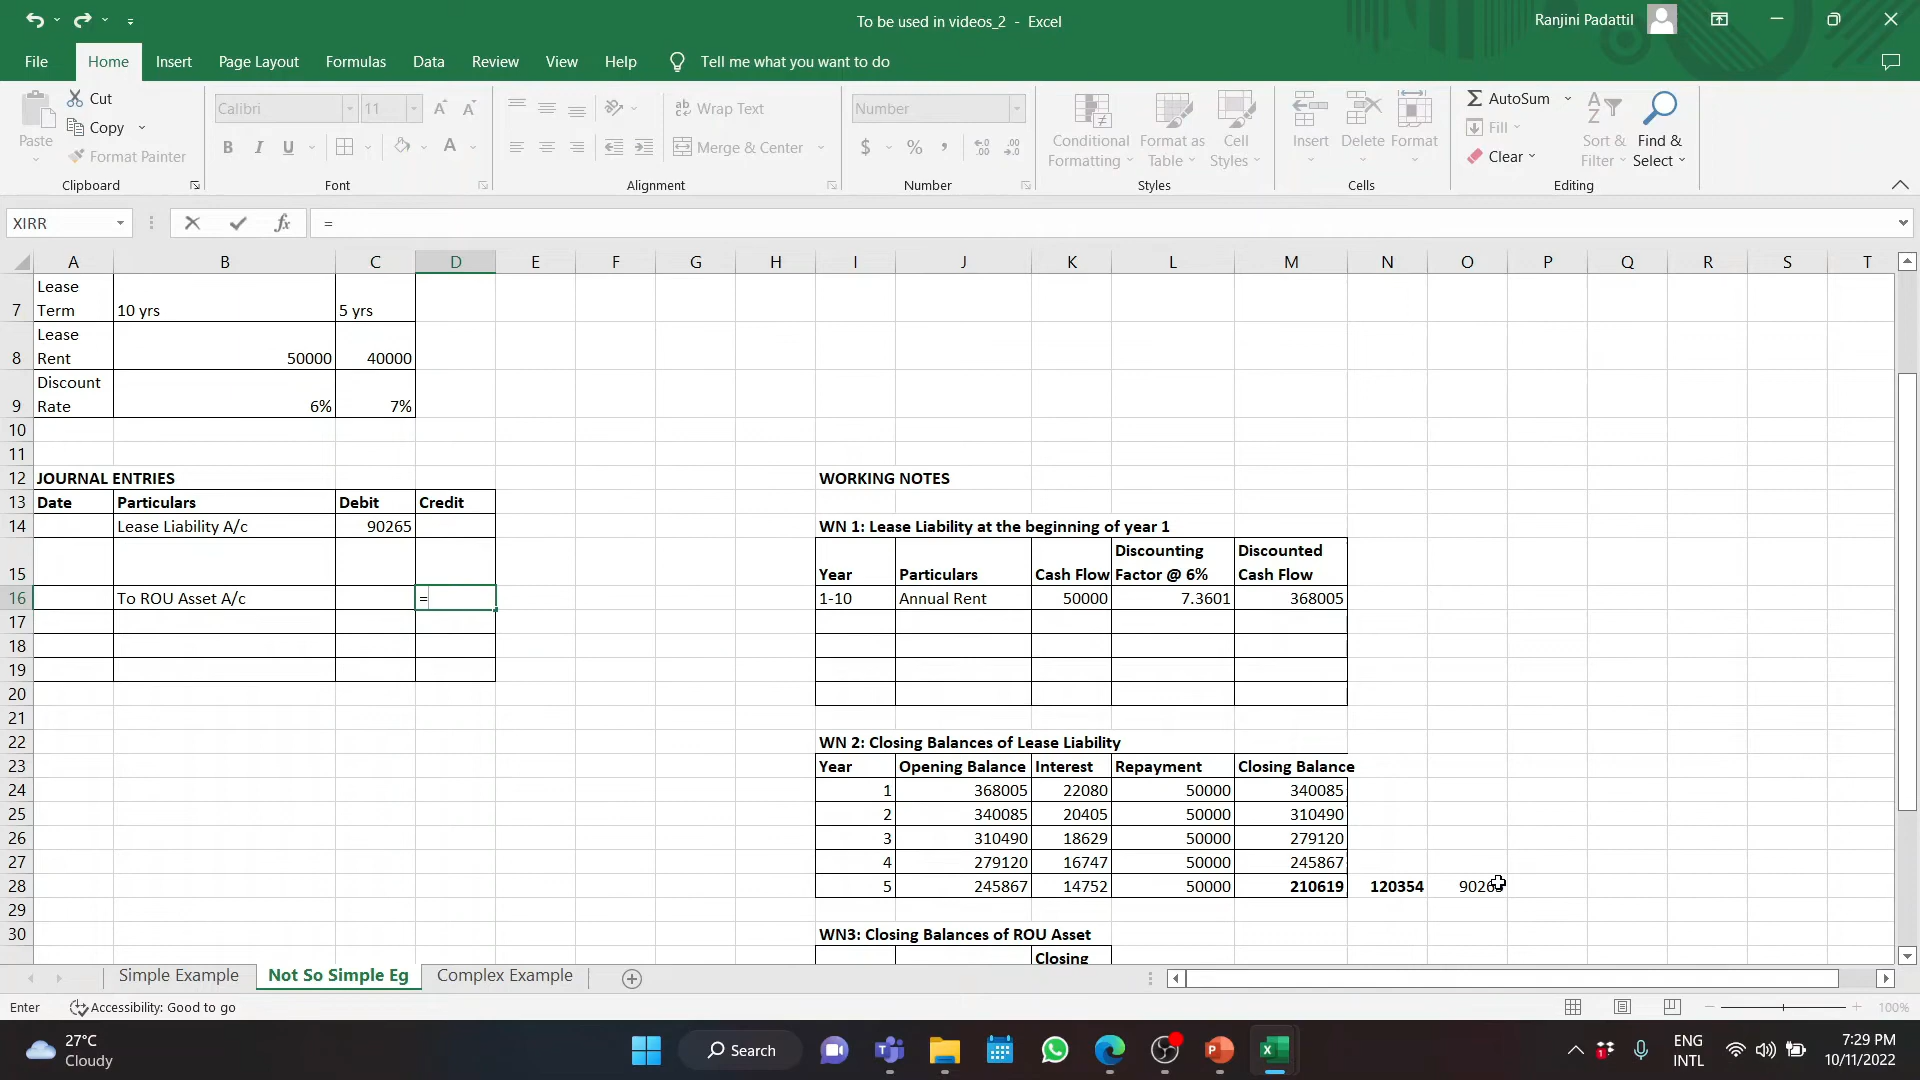 To be used in videos_2 - Excel
Ranjini Padattil
File Home Insert Page Layout Formulas Data Review View Help Tell me what you want to do
Paste
Cut
Copy
Format Painter
Clipboard
Calibri 11
Font
Wrap Text
Merge & Center
Alignment
Number
Number
Conditional Formatting
Format as Table
Cell Styles
Styles
Insert
Delete
Format
Cells
AutoSum
Fill
Clear
Sort & Filter
Find & Select
Editing
XIRR =
A B C D E F G H I J K L M N O P Q R S T
7 Lease Term 10 yrs 5 yrs
8 Lease Rent 50000 40000
9 Discount Rate 6% 7%
10
11
12 JOURNAL ENTRIES WORKING NOTES
13 Date Particulars Debit Credit
14 Lease Liability A/c 90265 WN 1: Lease Liability at the beginning of year 1
15 Year Particulars Cash Flow Discounting Factor @ 6% Discounted Cash Flow
16 To ROU Asset A/c = 1-10 Annual Rent 50000 7.3601 368005
17
18
19
20
21
22 WN 2: Closing Balances of Lease Liability
23 Year Opening Balance Interest Repayment Closing Balance
24 1 368005 22080 50000 340085
25 2 340085 20405 50000 310490
26 3 310490 18629 50000 279120
27 4 279120 16747 50000 245867
28 5 245867 14752 50000 210619 120354
29
30 WN3: Closing Balances of ROU Asset
Closing
Simple Example Not So Simple Eg Complex Example
Enter Accessibility: Good to go 100%
27°C
Cloudy
Search
ENG
INTL
7:29 PM
10/11/2022